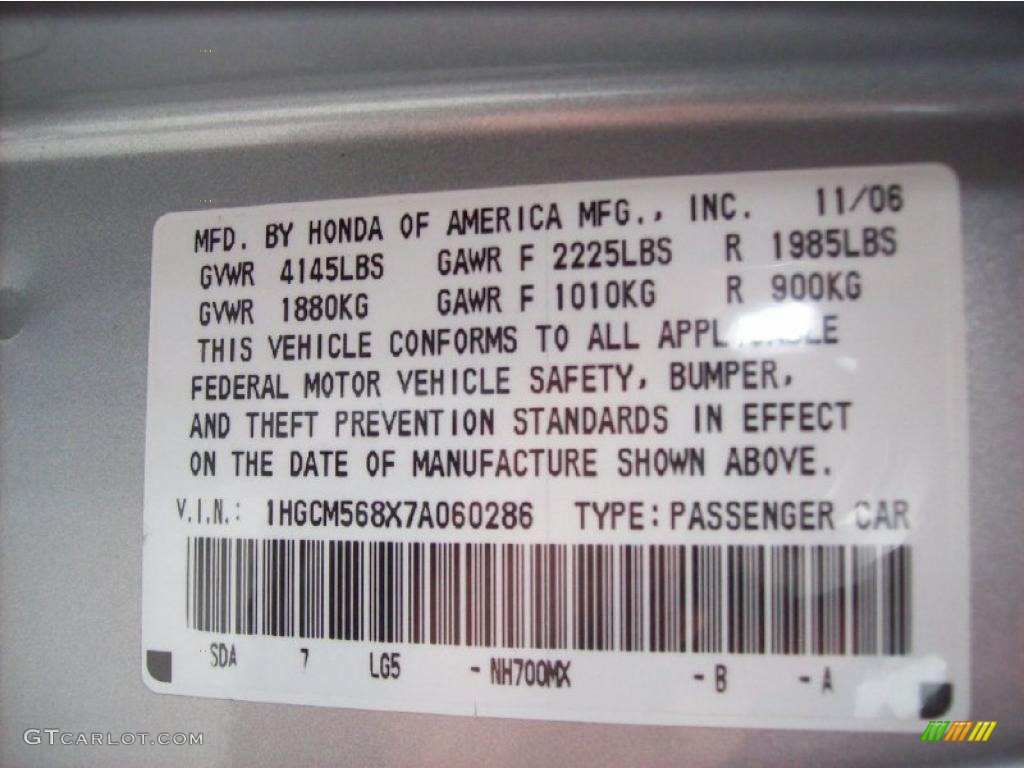 MFD. BY HONDA OF AMERICA MFG., INC. 11/06
GVWR 4145LBS GAWR F 2225LBS R 1985LBS
GVWR 1880KG GAWR F 1010KG R 900KG
THIS VEHICLE CONFORMS TO ALL APPLICABLE
FEDERAL MOTOR VEHICLE SAFETY, BUMPER,
AND THEFT PREVENTION STANDARDS IN EFFECT
ON THE DATE OF MANUFACTURE SHOWN ABOVE.
V.I.N.: 1HGCM568X7A060286 TYPE: PASSENGER CAR
SDA 7 LG5 - NH700MX - B - A
GTCARLOT.COM